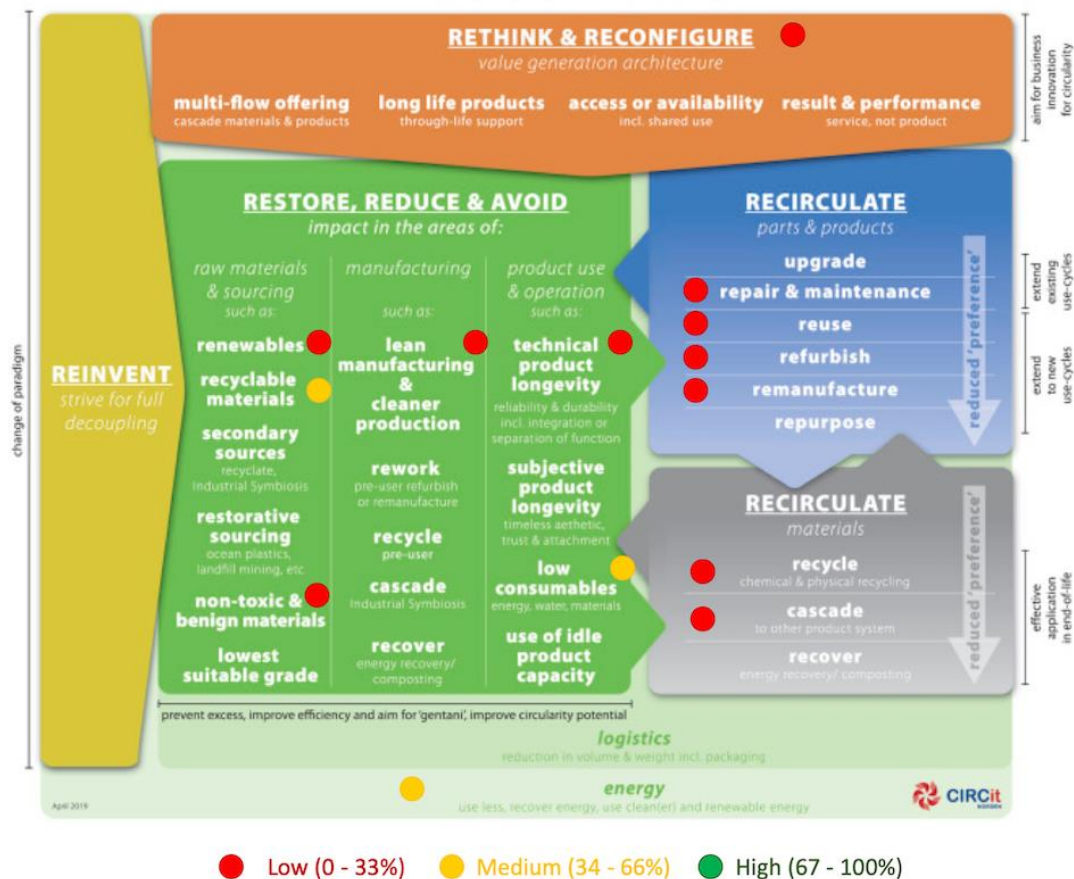 RETHINK & RECONFIGURE
value generation architecture
multi-flow offering
cascade materials & products
long life products
through-life support
access or availability
incl. shared use
result & performance
service, not product
aim for business
innovation
for circularity
change of paradigm
REINVENT
strive for full
decoupling
RESTORE, REDUCE & AVOID
impact in the areas of:
raw materials
& sourcing
such as:
renewables
recyclable
materials
secondary
sources
recyclate,
Industrial Symbiosis
restorative
sourcing
ocean plastics,
landfill mining, etc
non-toxic &
benign materials
lowest
suitable grade
manufacturing
such as:
lean
manufacturing
&
cleaner
production
rework
pre-user refurbish
or remanufacture
recycle
pre-user
cascade
Industrial Symbiosis
recover
energy recovery/
composting
product use
& operation
such as:
technical
product
longevity
reliability & durability
incl. integration or
separation of function
subjective
product
longevity
timeless aethetic,
trust & attachment
low
consumables
energy, water, materials
use of idle
product
capacity
RECIRCULATE
parts & products
upgrade
repair & maintenance
reuse
refurbish
remanufacture
repurpose
reduced 'preference'
extend
existing
use-cycles
extend
to new
use-cycles
RECIRCULATE
materials
recycle
chemical & physical recycling
cascade
to other product system
recover
energy recovery/ composting
reduced 'preference'
effective
application
in end-of-life
prevent excess, improve efficiency and aim for 'gentani', improve circularity potential
logistics
reduction in volume & weight incl. packaging
energy
use less, recover energy, use clean(er) and renewable energy
April 2019
CIRCit
NORDEN
Low (0 - 33%)
Medium (34 - 66%)
High (67 - 100%)